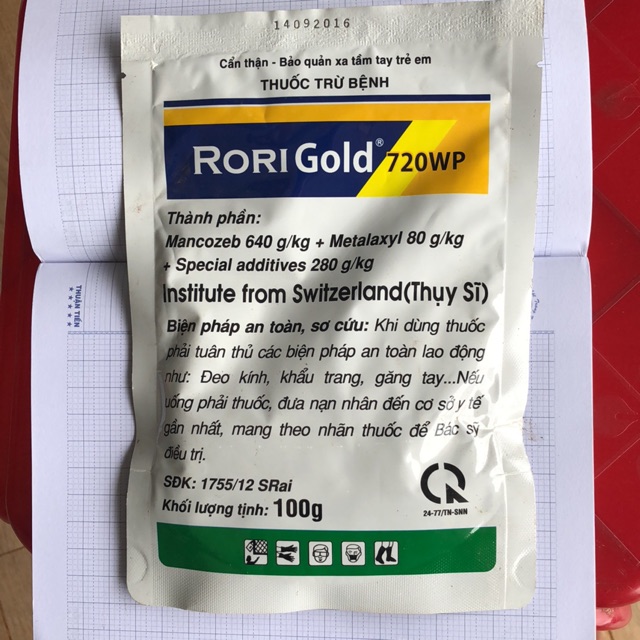 14092016
Cẩn thận - Bảo quản xa tầm tay trẻ em
THUỐC TRỪ BỆNH
RORI Gold® 720WP
Thành phần:
Mancozeb 640 g/kg + Metalaxyl 80 g/kg
+ Special additives 280 g/kg
Institute from Switzerland(Thụy Sĩ)
Biện pháp an toàn, sơ cứu: Khi dùng thuốc
phải tuân thủ các biện pháp an toàn lao động
như: Đeo kính, khẩu trang, găng tay...Nếu
uống phải thuốc, đưa nạn nhân đến cơ sở y tế
gần nhất, mang theo nhãn thuốc để Bác sỹ
điều trị.
SĐK: 1755/12 SRai
Khối lượng tịnh: 100g
24-77/TN-SNN
THUẬN TIẾN